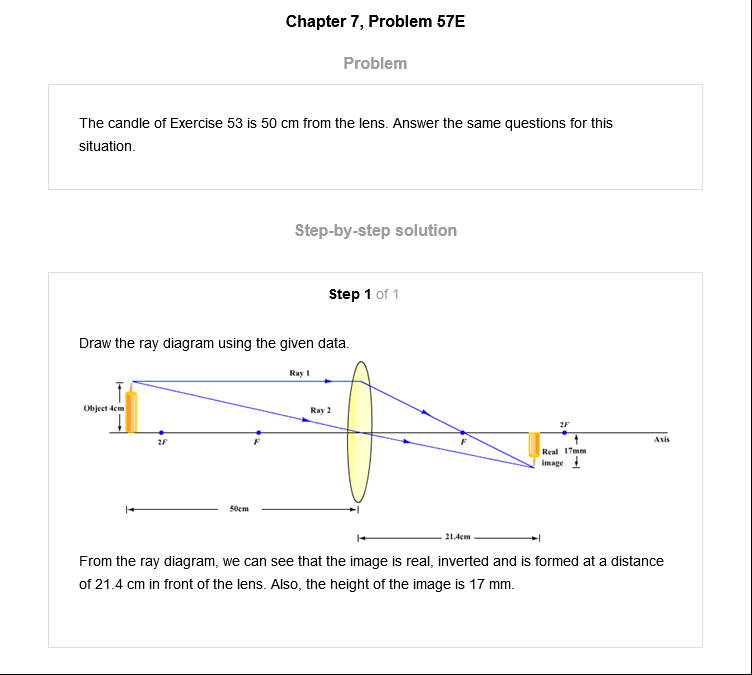 Chapter 7, Problem 57E
Problem
The candle of Exercise 53 is 50 cm from the lens. Answer the same questions for this
situation.
Step-by-step solution
Step 1 of 1
Draw the ray diagram using the given data.
Ray 1
Object 4cm
Ray 2
2F
2F
F
F
Axis
Real 17mm
image
50cm
21.4cm
From the ray diagram, we can see that the image is real, inverted and is formed at a distance
of 21.4 cm in front of the lens. Also, the height of the image is 17 mm.